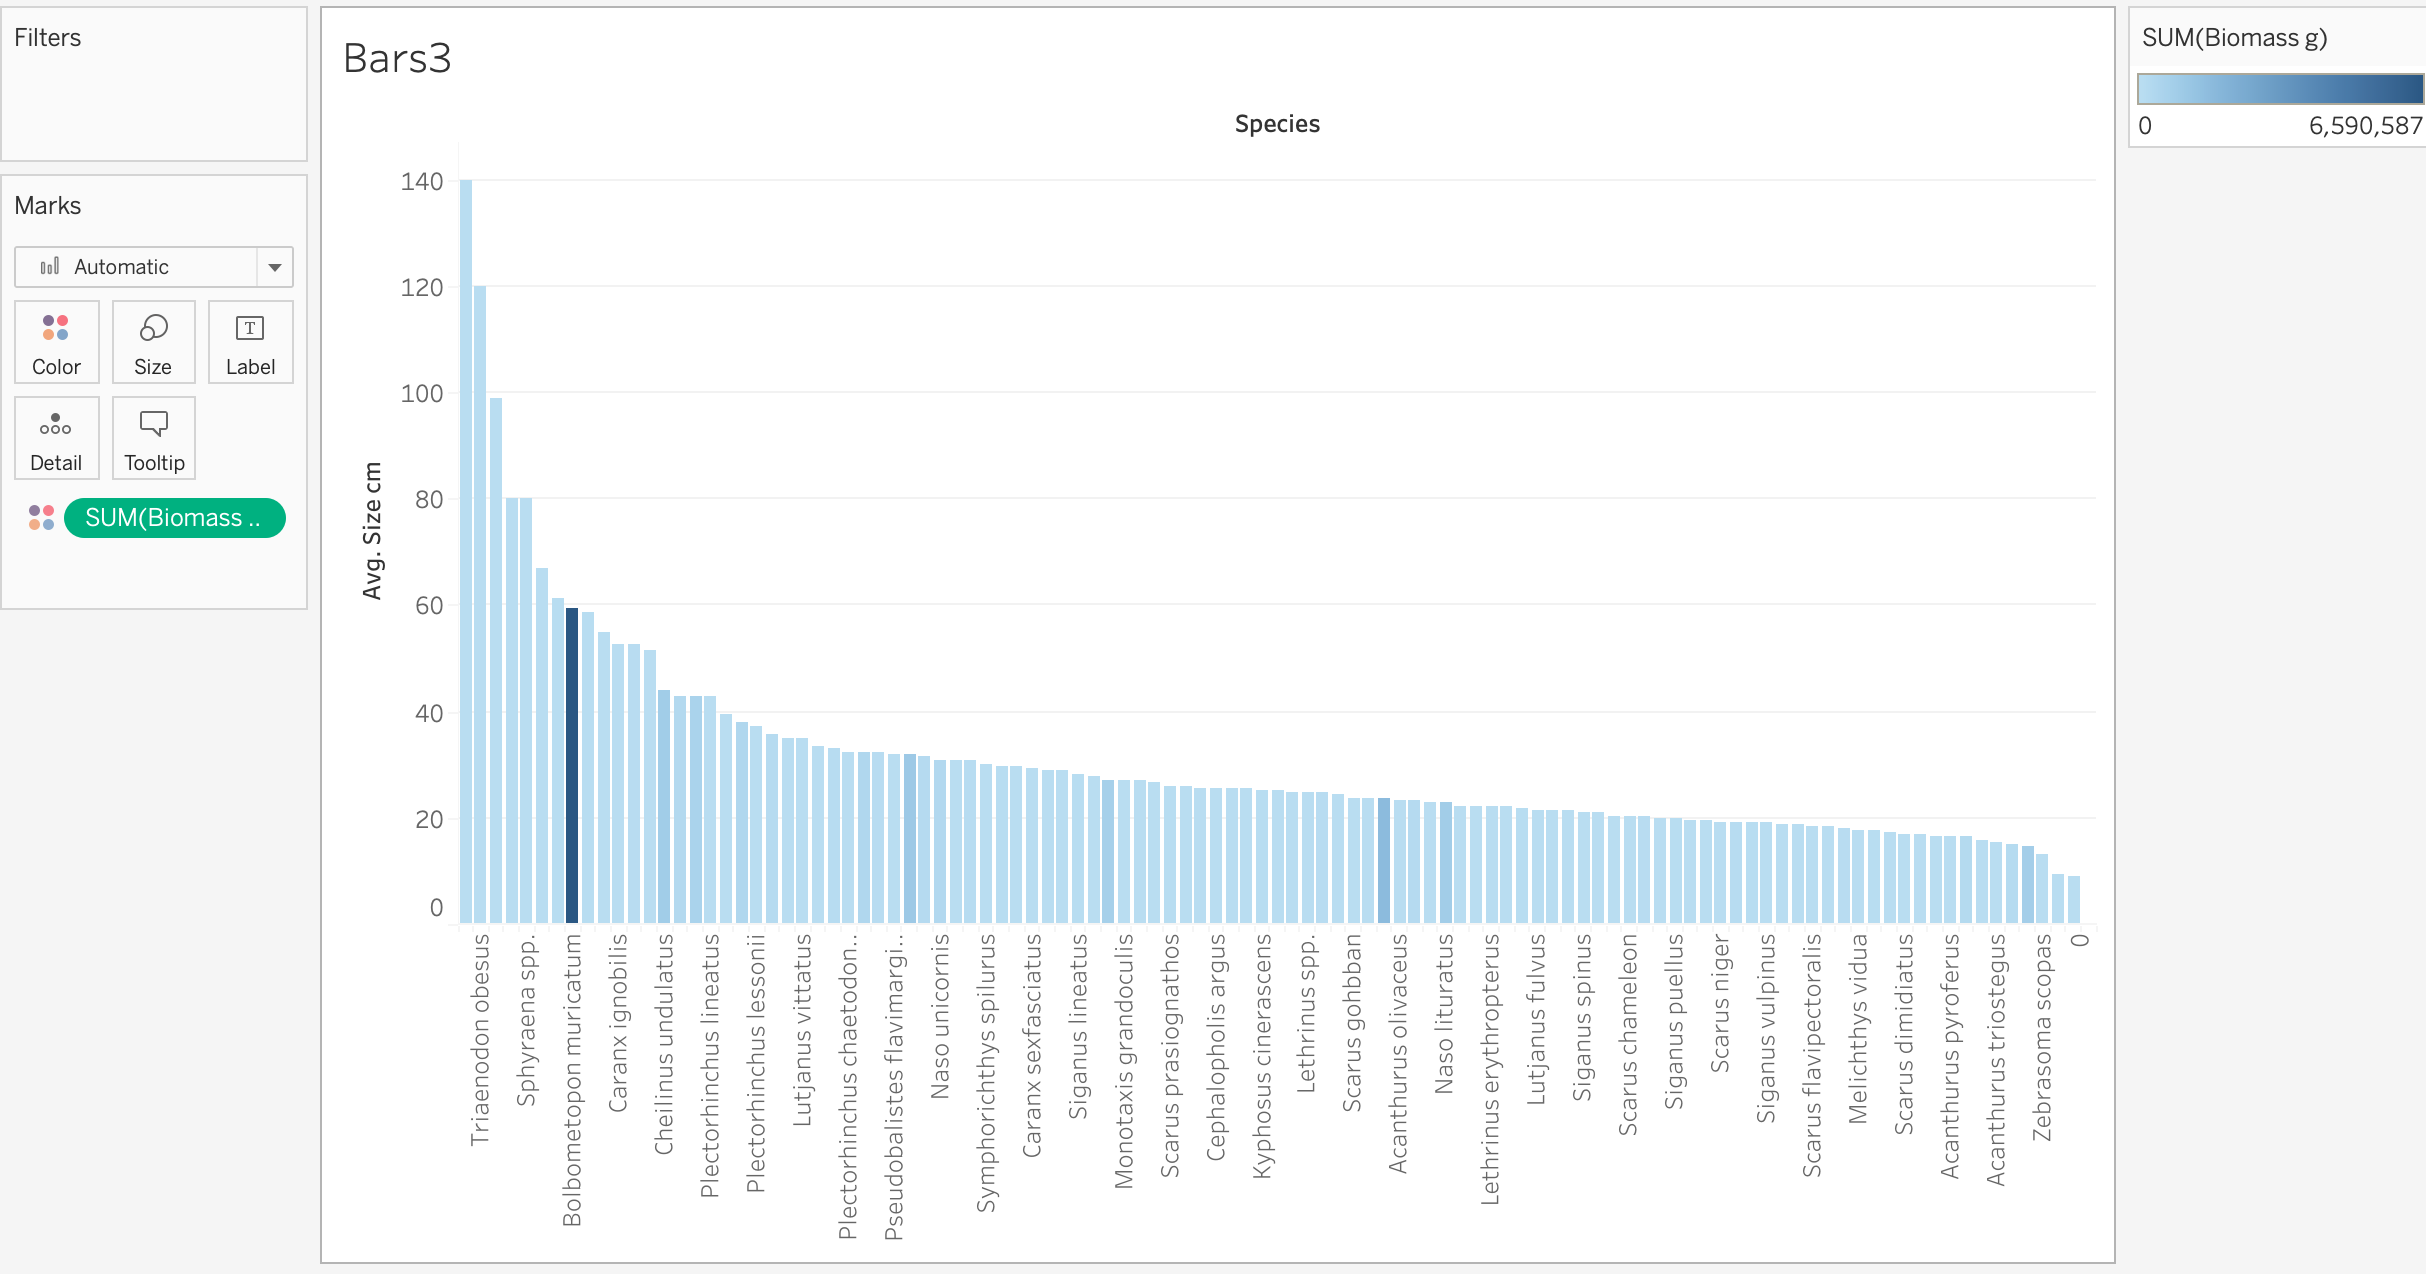 Filters
Marks
Automatic
Color
Size
T
Label
Detail
Tooltip
SUM(Biomass ..
Bars3
Species
Avg. Size cm
140
120
100
80
60
40
20
0
Triaenodon obesus
Sphyraena spp.
Bolbometopon muricatum
Caranx ignobilis
Cheilinus undulatus
Plectorhinchus lineatus
Plectorhinchus lessonii
Lutjanus vittatus
Plectorhinchus chaetodon..
Pseudobalistes flavimargi..
Naso unicornis
Symphorichthys spilurus
Caranx sexfasciatus
Siganus lineatus
Monotaxis grandoculis
Scarus prasiognathos
Cephalopholis argus
Kyphosus cinerascens
Lethrinus spp.
Scarus gohbban
Acanthurus olivaceus
Naso lituratus
Lethrinus erythropterus
Lutjanus fulvus
Siganus spinus
Scarus chameleon
Siganus puellus
Scarus niger
Siganus vulpinus
Scarus flavipectoralis
Melichthys vidua
Scarus dimidiatus
Acanthurus pyroferus
Acanthurus triostegus
Zebrasoma scopas
0
SUM(Biomass g)
0
6,590,587